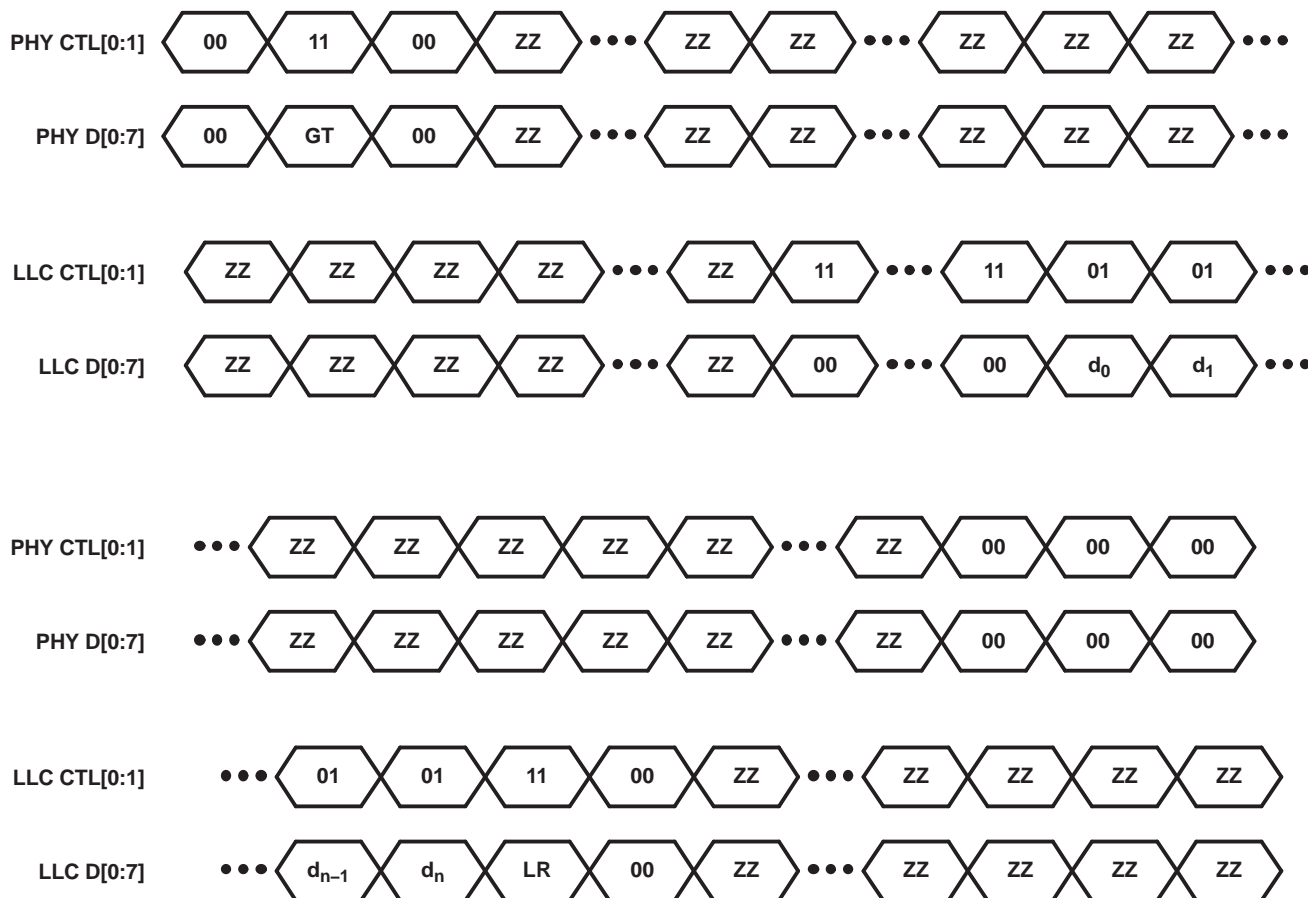 PHY CTL[0:1] 00 11 00 ZZ ••• ZZ ZZ ••• ZZ ZZ ZZ •••
PHY D[0:7] 00 GT 00 ZZ ••• ZZ ZZ ••• ZZ ZZ ZZ •••
LLC CTL[0:1] ZZ ZZ ZZ ZZ ••• ZZ 11 ••• 11 01 01 •••
LLC D[0:7] ZZ ZZ ZZ ZZ ••• ZZ 00 ••• 00 d0 d1 •••
PHY CTL[0:1] ••• ZZ ZZ ZZ ZZ ZZ ••• ZZ 00 00 00
PHY D[0:7] ••• ZZ ZZ ZZ ZZ ZZ ••• ZZ 00 00 00
LLC CTL[0:1] ••• 01 01 11 00 ZZ ••• ZZ ZZ ZZ ZZ
LLC D[0:7] ••• dn–1 dn LR 00 ZZ ••• ZZ ZZ ZZ ZZ